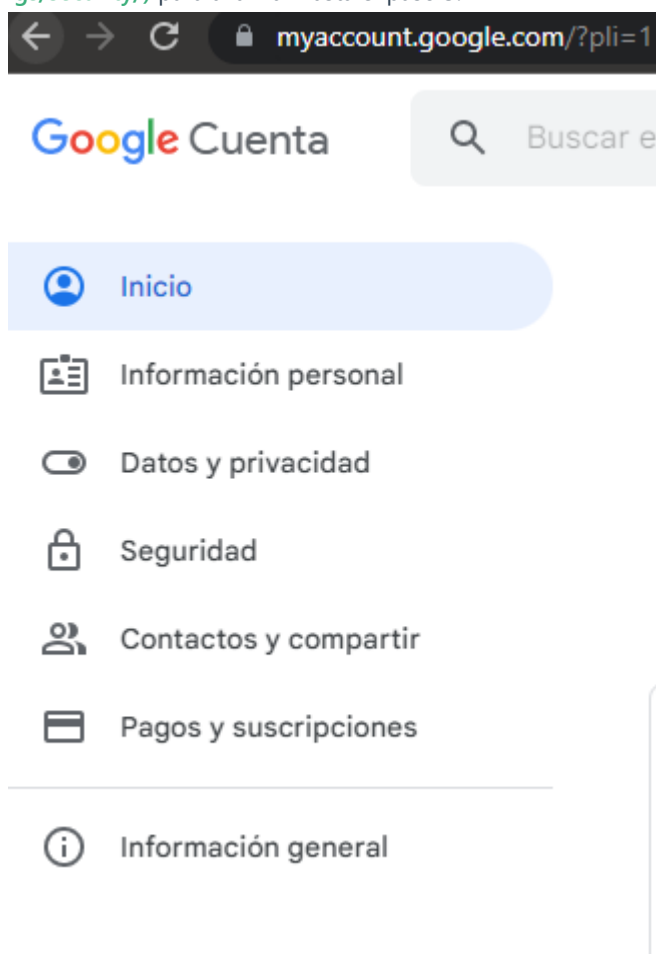 myaccount.google.com/?pli=1
Google Cuenta
Buscar e
Inicio
Información personal
Datos y privacidad
Seguridad
Contactos y compartir
Pagos y suscripciones
Información general